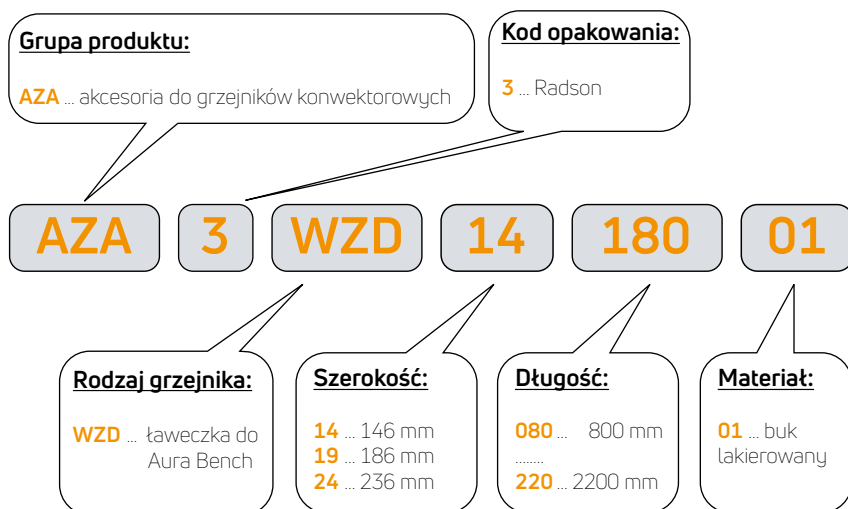 Grupa produktu:
AZA ... akcesoria do grzejników konwektorowych
Kod opakowania:
3 ... Radson
AZA 3 WZD 14 180 01
Rodzaj grzejnika:
WZD ... ławeczka do
Aura Bench
Szerokość:
14 ... 146 mm
19 ... 186 mm
24 ... 236 mm
Długość:
080 ... 800 mm
........
220 ... 2200 mm
Materiał:
01 ... buk
lakierowany